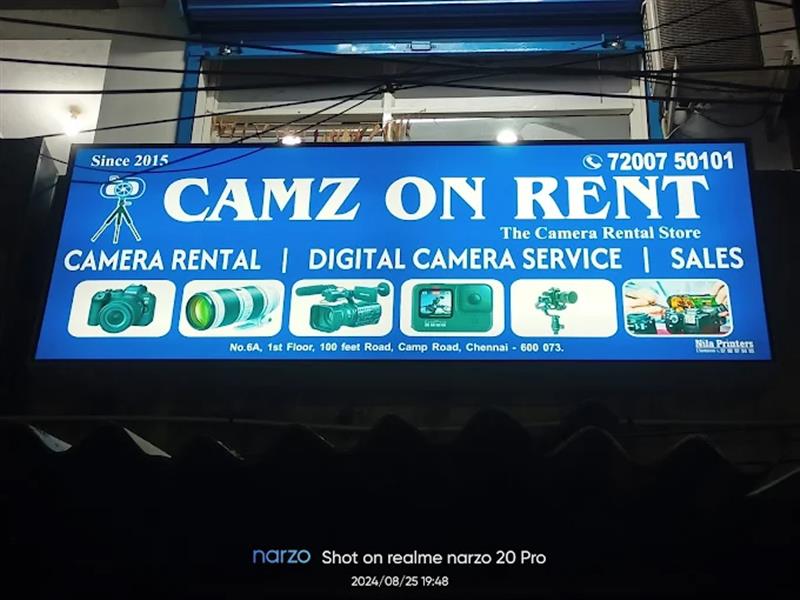 Since 2015
72007 50101
CAMZ ON RENT
The Camera Rental Store
CAMERA RENTAL | DIGITAL CAMERA SERVICE | SALES
No.6A, 1st Floor, 100 feet Road, Camp Road, Chennai - 600 073.
Nila Printers
narzo Shot on realme narzo 20 Pro
2024/08/25 19:48